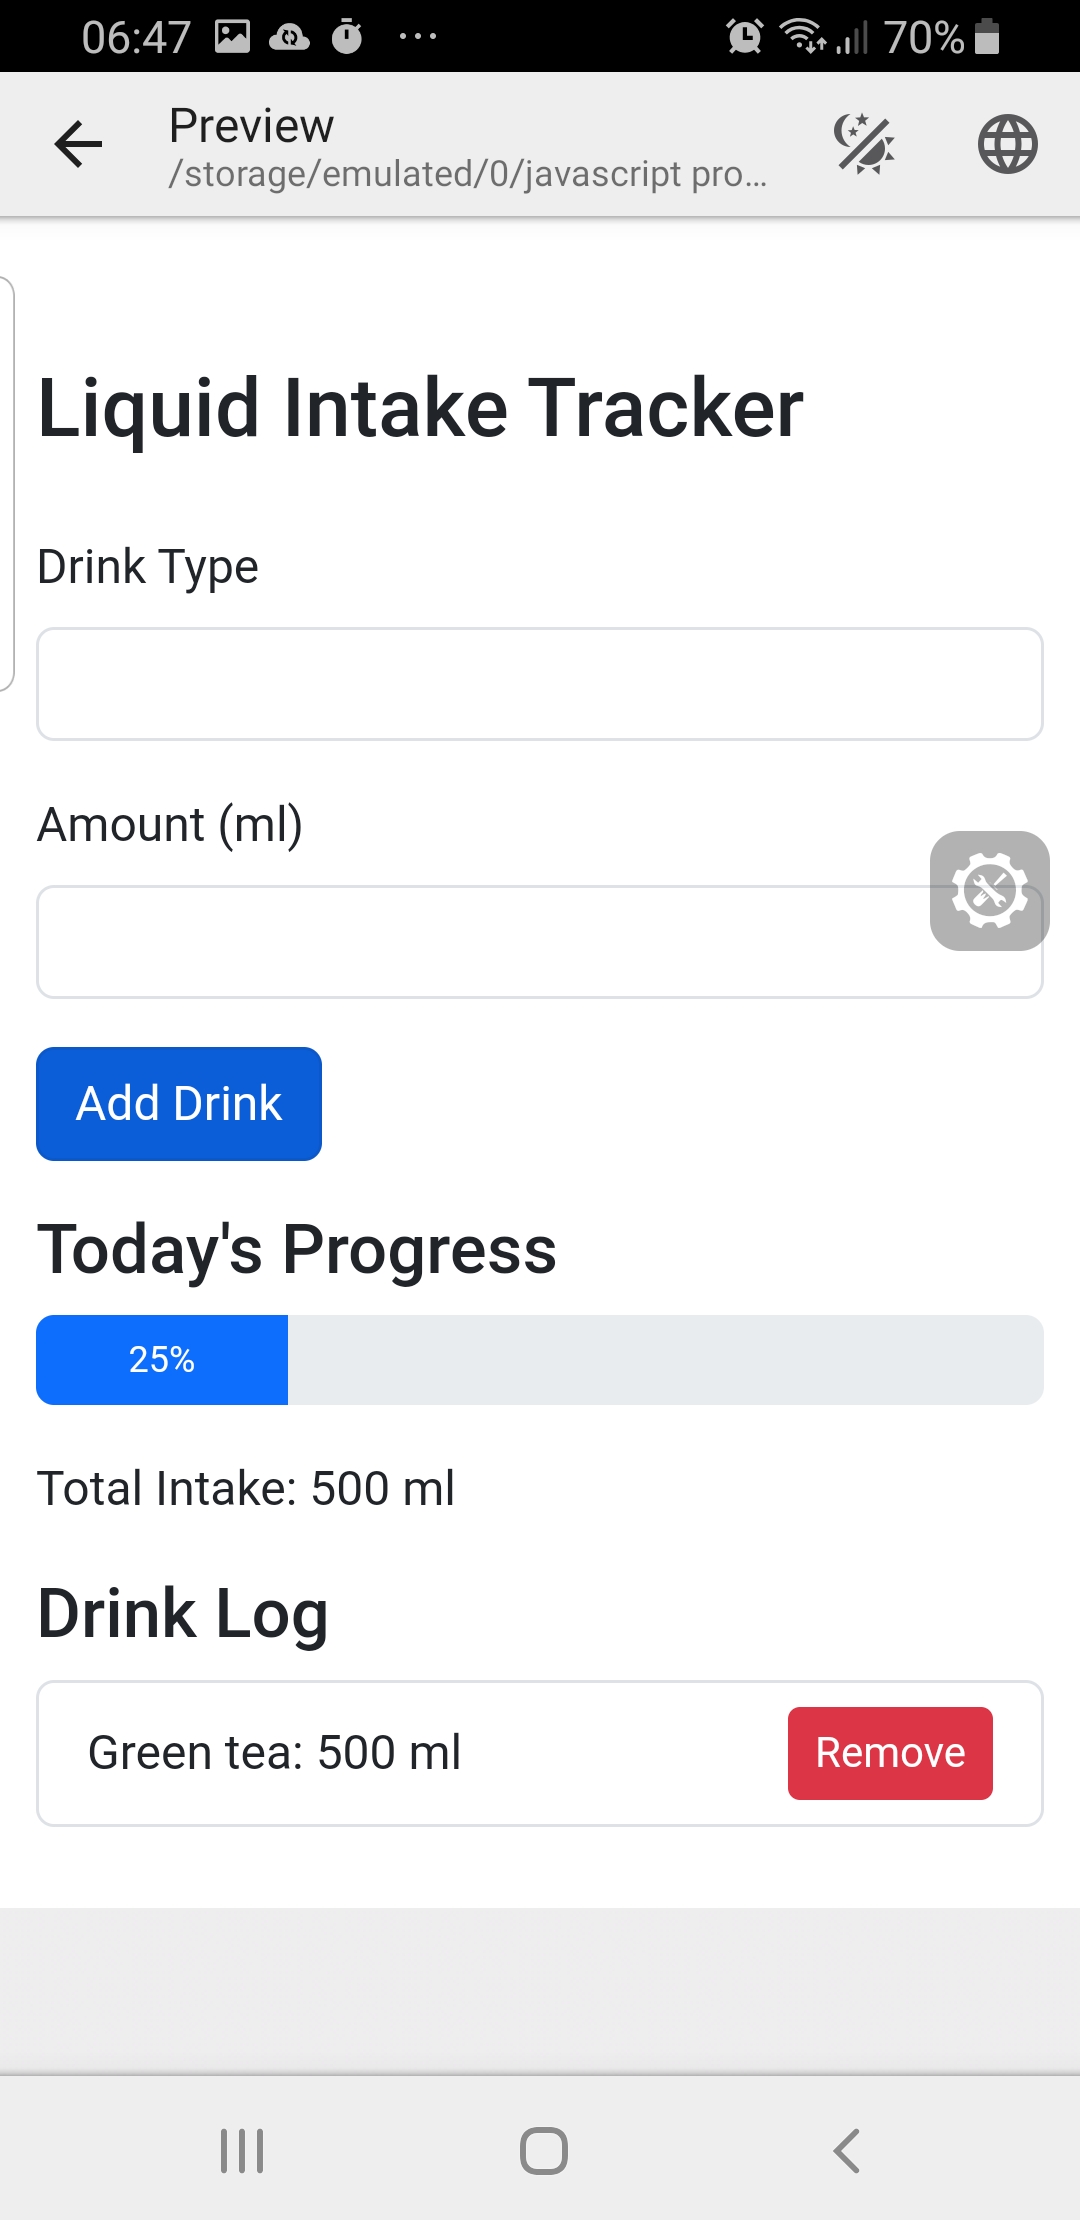 06:47 ... 70%
Preview
/storage/emulated/0/javascript pro...
Liquid Intake Tracker
Drink Type
Amount (ml)
Add Drink
Today's Progress
25%
Total Intake: 500 ml
Drink Log
Green tea: 500 ml Remove